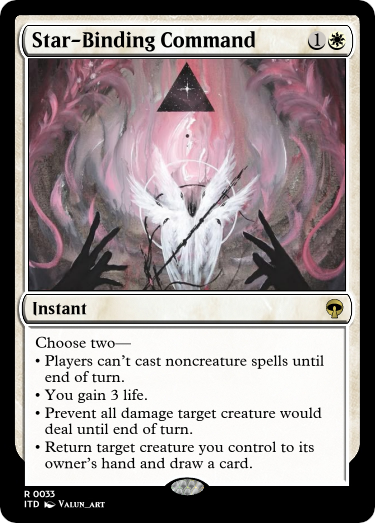 Star-Binding Command 1
Instant
Choose two—
• Players can't cast noncreature spells until
end of turn.
• You gain 3 life.
• Prevent all damage target creature would
deal until end of turn.
• Return target creature you control to its
owner's hand and draw a card.
R 0033
ITD Valun_art